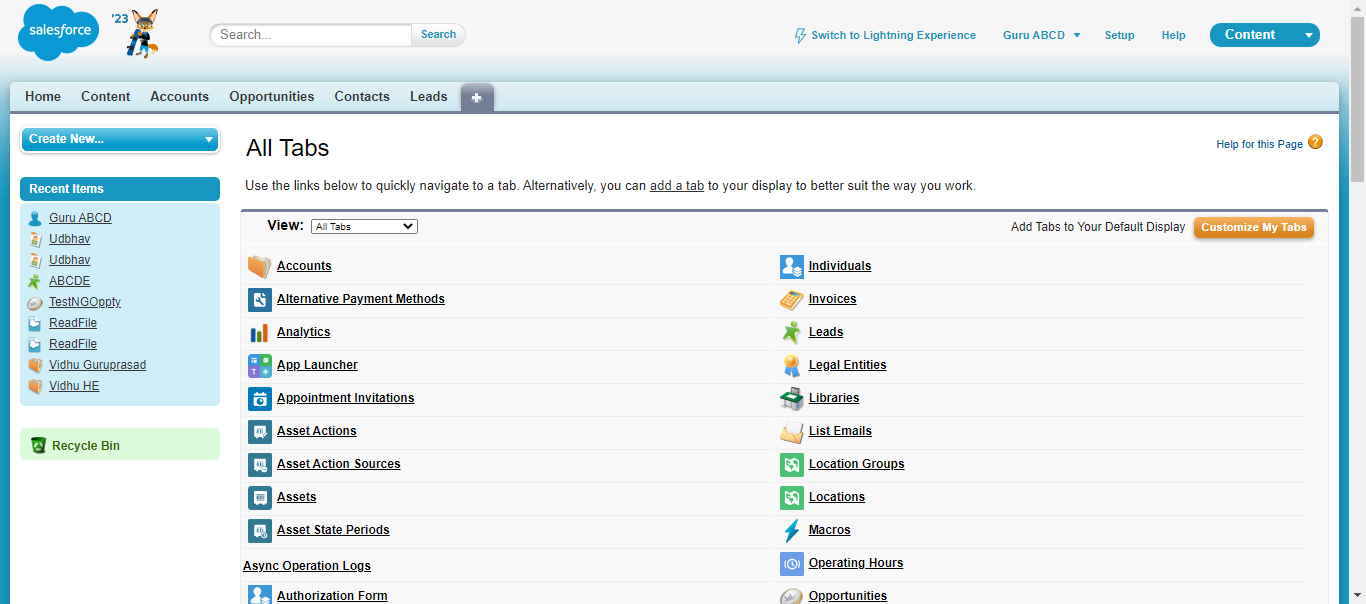 salesforce
'23
Search...
Search
Switch to Lightning Experience
Guru ABCD
Setup
Help
Content
Home
Content
Accounts
Opportunities
Contacts
Leads
Create New...
Recent Items
Guru ABCD
Udbhav
Udbhav
ABCDE
TestNGOppty
ReadFile
ReadFile
Vidhu Guruprasad
Vidhu HE
Recycle Bin
All Tabs
Help for this Page
Use the links below to quickly navigate to a tab. Alternatively, you can add a tab to your display to better suit the way you work.
View: All Tabs
Add Tabs to Your Default Display
Customize My Tabs
Accounts
Alternative Payment Methods
Analytics
App Launcher
Appointment Invitations
Asset Actions
Asset Action Sources
Assets
Asset State Periods
Async Operation Logs
Authorization Form
Individuals
Invoices
Leads
Legal Entities
Libraries
List Emails
Location Groups
Locations
Macros
Operating Hours
Opportunities